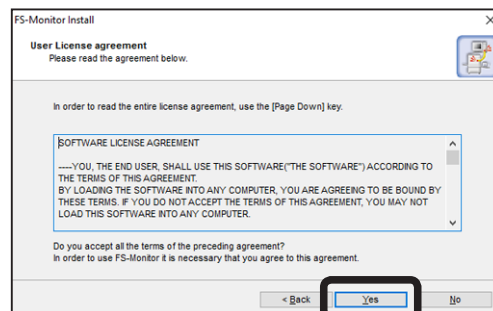 FS-Monitor Install
User License agreement
Please read the agreement below.
In order to read the entire license agreement, use the [Page Down] key.
SOFTWARE LICENSE AGREEMENT
----YOU, THE END USER, SHALL USE THIS SOFTWARE("THE SOFTWARE") ACCORDING TO
THE TERMS OF THIS AGREEMENT.
BY LOADING THE SOFTWARE INTO ANY COMPUTER, YOU ARE AGREEING TO BE BOUND BY
THESE TERMS. IF YOU DO NOT ACCEPT THE TERMS OF THIS AGREEMENT, YOU MAY NOT
LOAD THIS SOFTWARE INTO ANY COMPUTER.
Do you accept all the terms of the preceding agreement?
In order to use FS-Monitor it is necessary that you agree to this agreement.
< Back
Yes
No